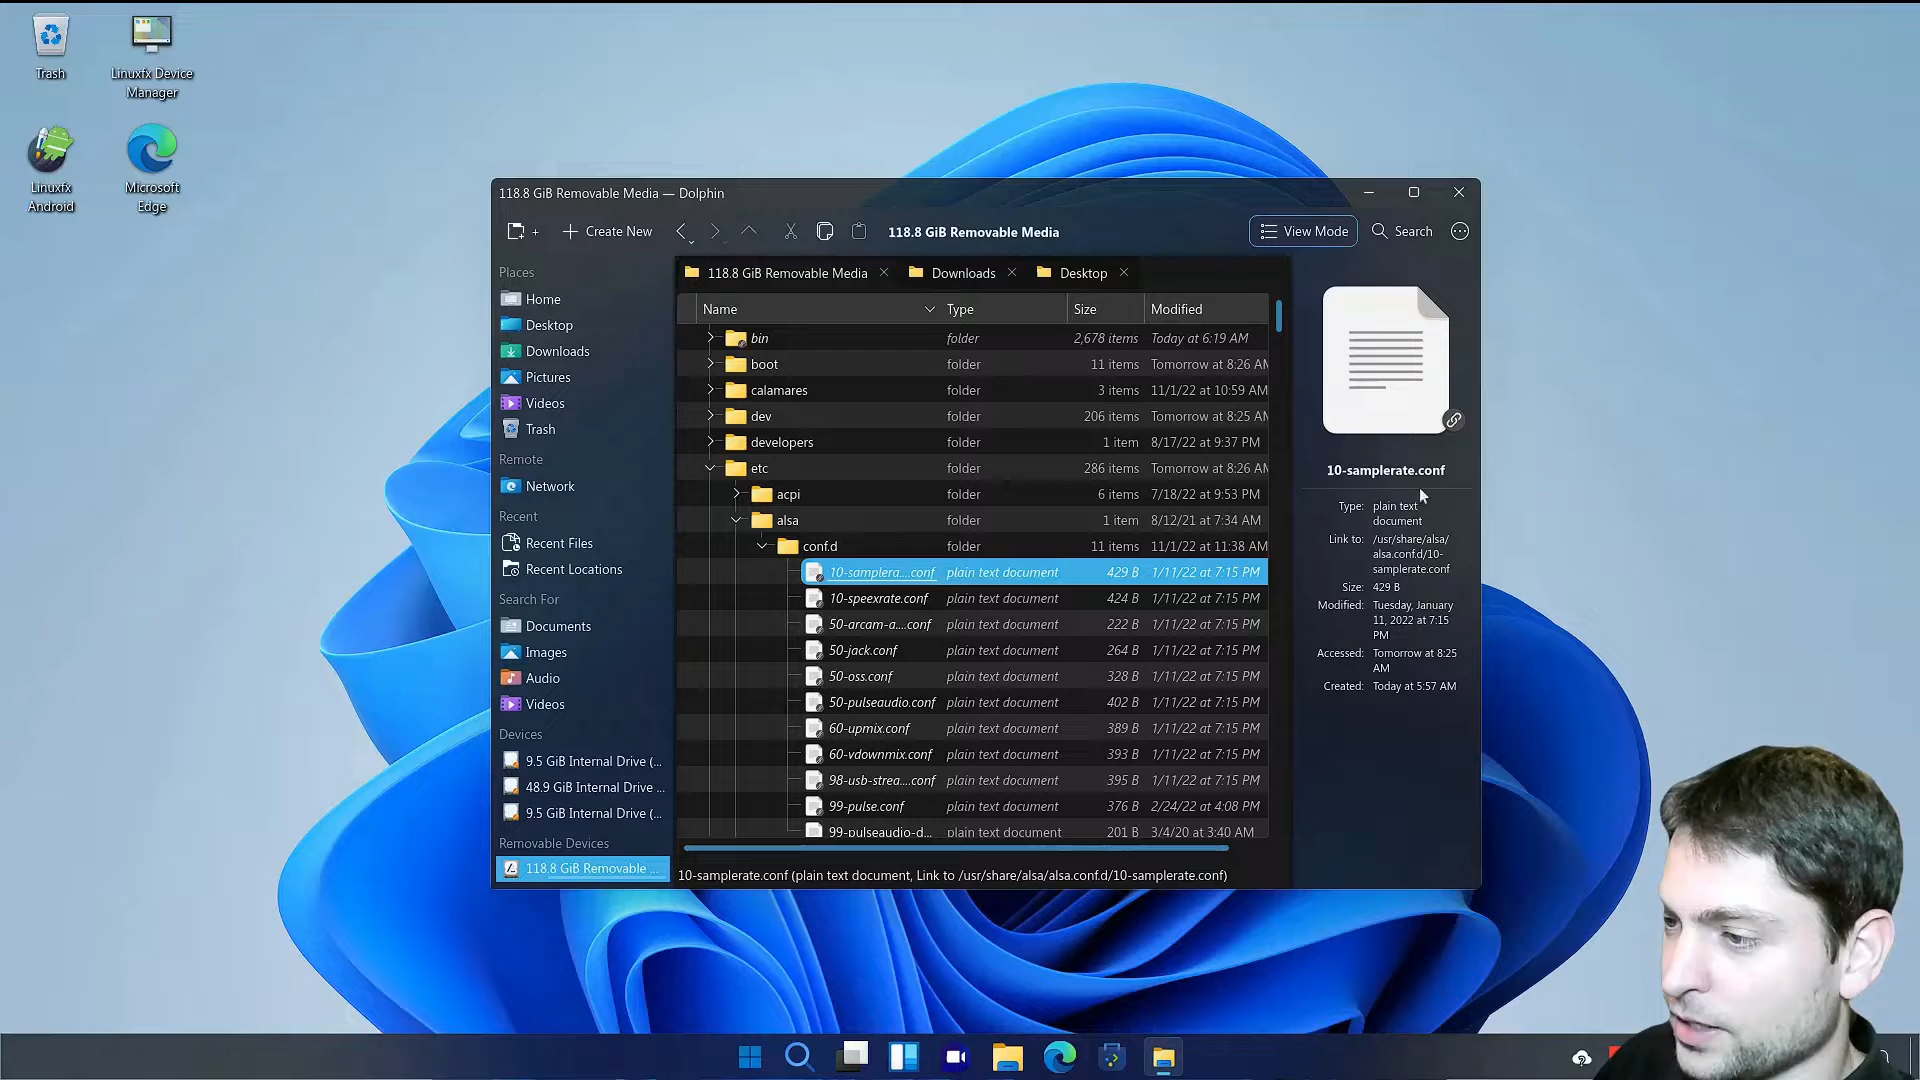 Trash
Linuxfx Device
Manager
Linuxfx
Android
Microsoft
Edge
118.8 GiB Removable Media — Dolphin
Create New
118.8 GiB Removable Media
View Mode
Search
Places
Home
Desktop
Downloads
Pictures
Videos
Trash
Remote
Network
Recent
Recent Files
Recent Locations
Search For
Documents
Images
Audio
Videos
Devices
9.5 GiB Internal Drive (...
48.9 GiB Internal Drive ...
9.5 GiB Internal Drive (...
Removable Devices
118.8 GiB Removable ...
118.8 GiB Removable Media
Downloads
Desktop
Name Type Size Modified
bin folder 2,678 items Today at 6:19 AM
boot folder 11 items Tomorrow at 8:26 AM
calamares folder 3 items 11/1/22 at 10:59 AM
dev folder 206 items Tomorrow at 8:25 AM
developers folder 1 item 8/17/22 at 9:37 PM
etc folder 286 items Tomorrow at 8:26 AM
acpi folder 6 items 7/18/22 at 9:53 PM
alsa folder 1 item 8/12/21 at 7:34 AM
conf.d folder 11 items 11/1/22 at 11:38 AM
10-samplera....conf plain text document 429 B 1/11/22 at 7:15 PM
10-speexrate.conf plain text document 424 B 1/11/22 at 7:15 PM
50-arcam-a....conf plain text document 222 B 1/11/22 at 7:15 PM
50-jack.conf plain text document 264 B 1/11/22 at 7:15 PM
50-oss.conf plain text document 328 B 1/11/22 at 7:15 PM
50-pulseaudio.conf plain text document 402 B 1/11/22 at 7:15 PM
60-upmix.conf plain text document 389 B 1/11/22 at 7:15 PM
60-vdownmix.conf plain text document 393 B 1/11/22 at 7:15 PM
98-usb-strea....conf plain text document 395 B 1/11/22 at 7:15 PM
99-pulse.conf plain text document 376 B 2/24/22 at 4:08 PM
99-pulseaudio-d... plain text document 201 B 3/4/20 at 3:40 AM
10-samplerate.conf (plain text document, Link to /usr/share/alsa/alsa.conf.d/10-samplerate.conf)
10-samplerate.conf
Type: plain text
document
Link to: /usr/share/alsa/
alsa.conf.d/10-
samplerate.conf
Size: 429 B
Modified: Tuesday, January
11, 2022 at 7:15
PM
Accessed: Tomorrow at 8:25
AM
Created: Today at 5:57 AM